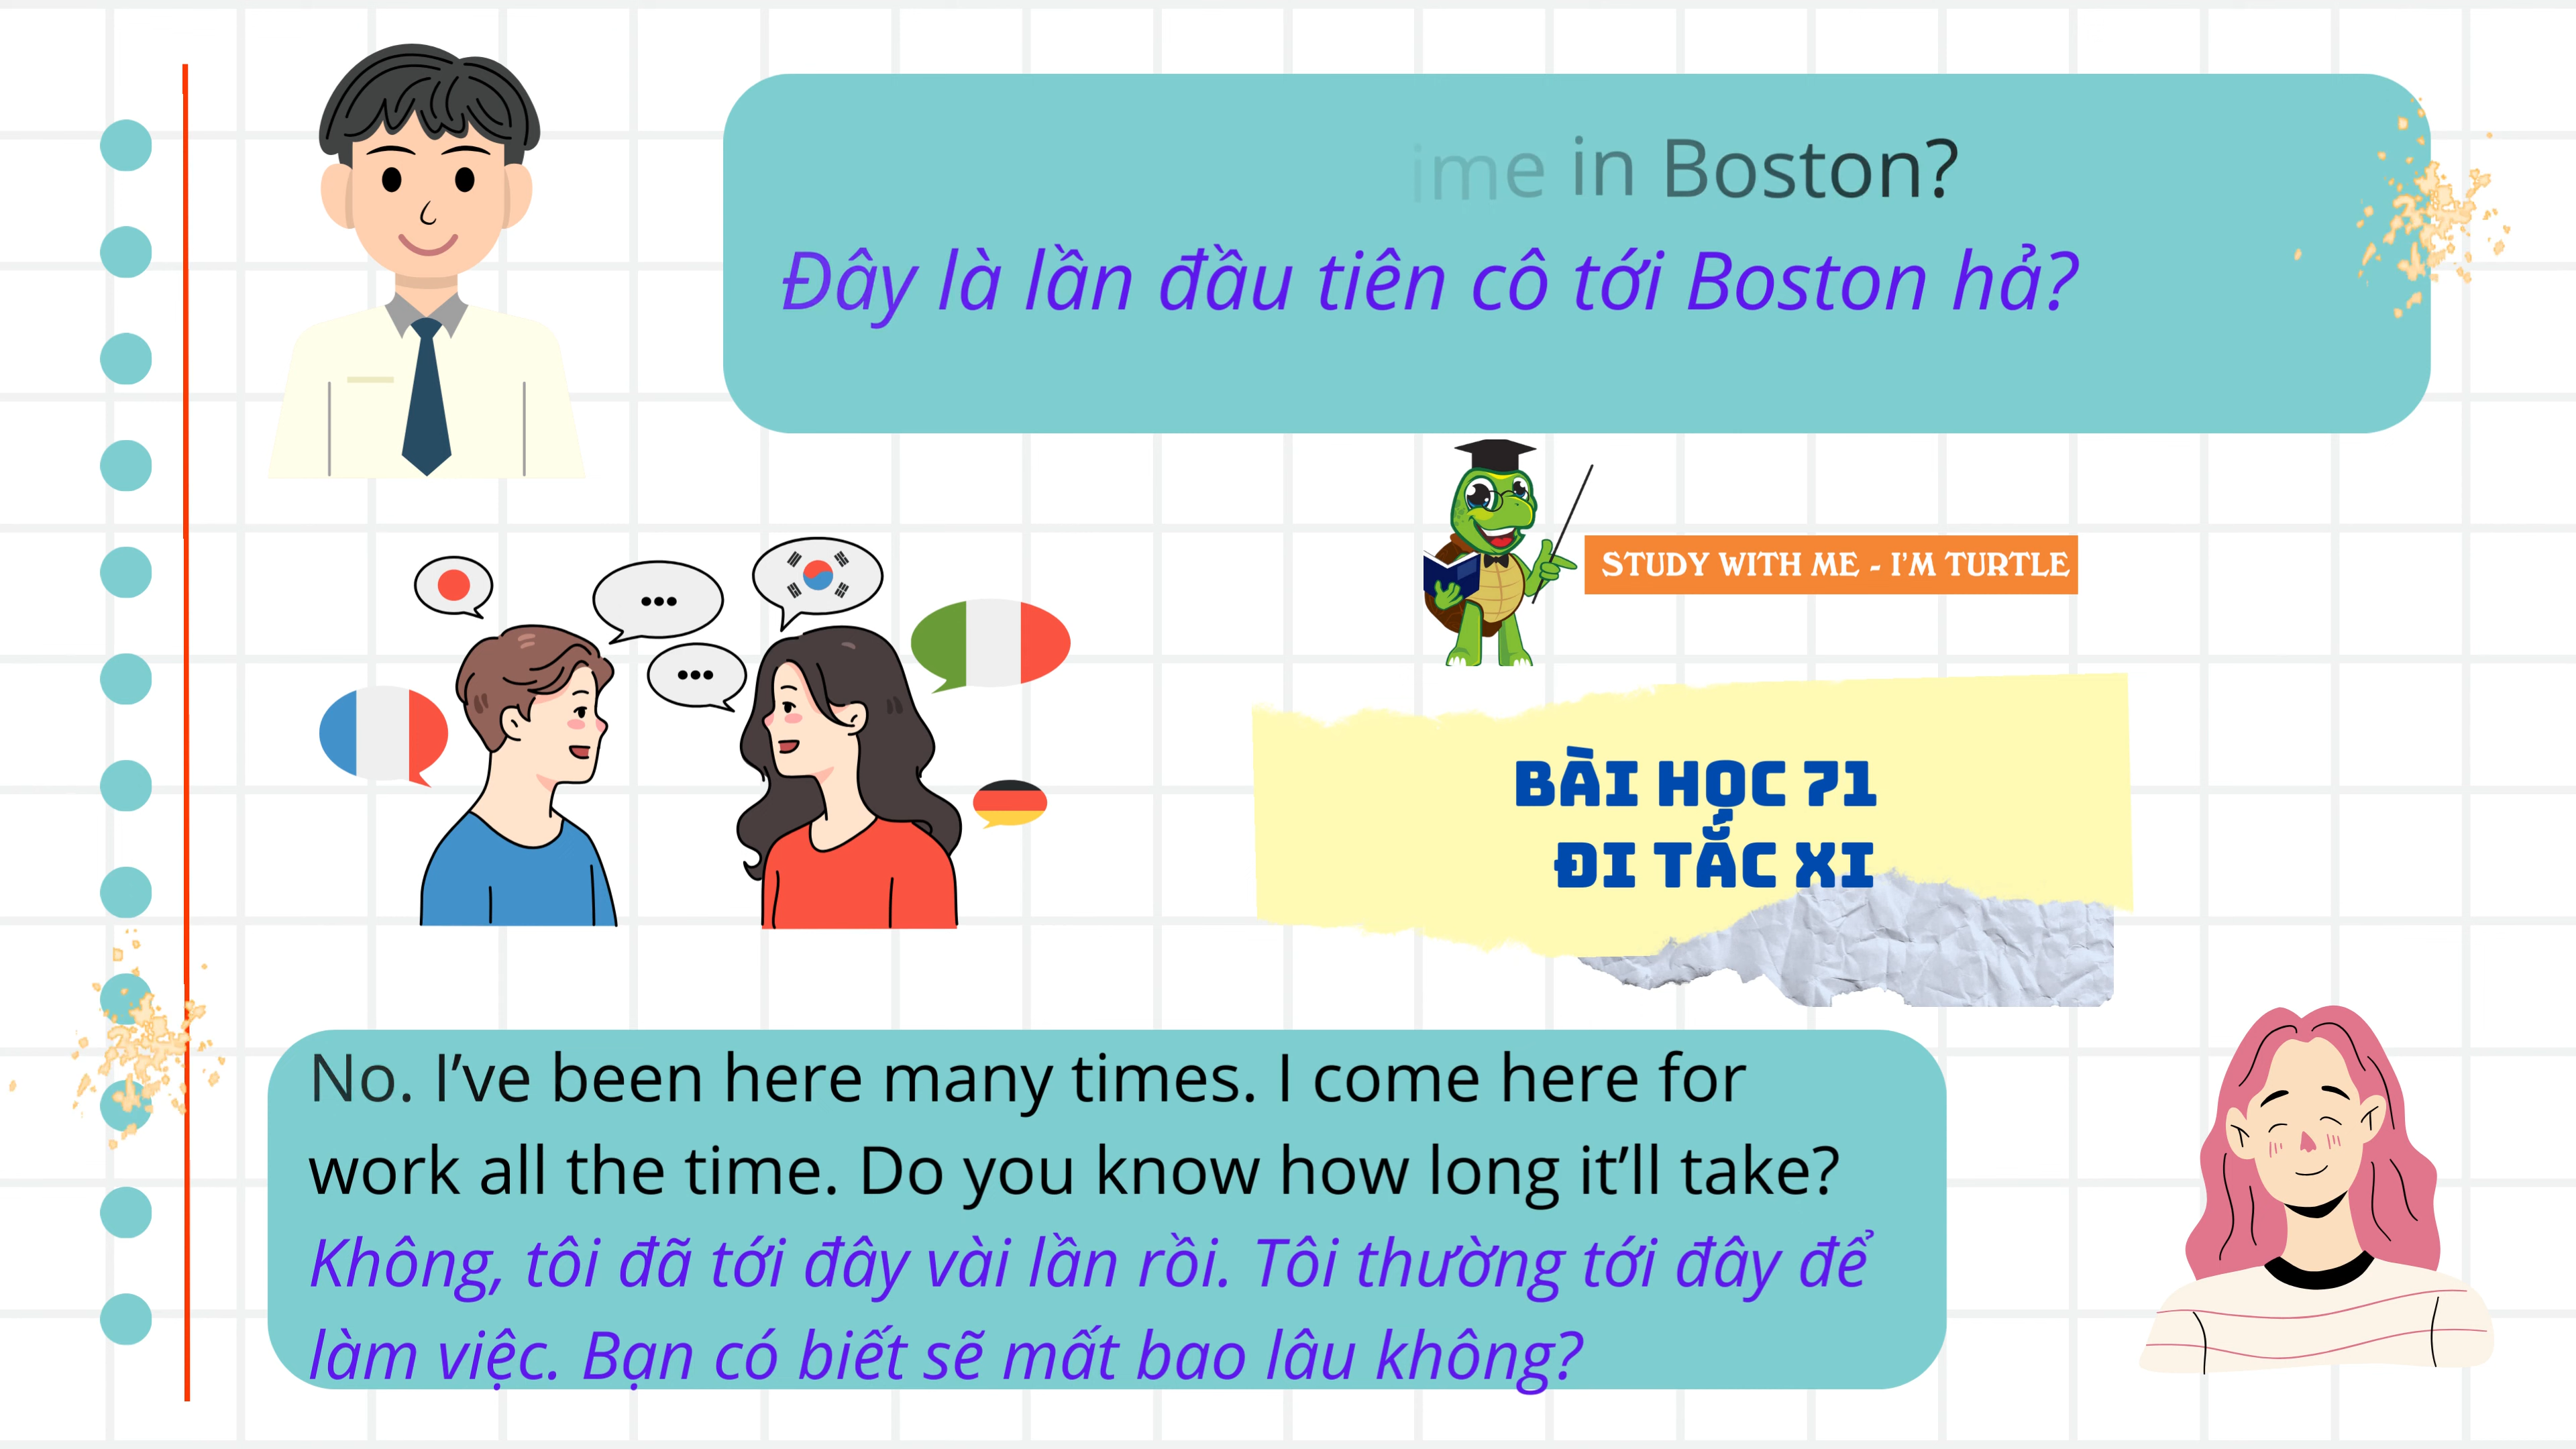 in Boston?
Đây là lần đầu tiên cô tới Boston hả?
STUDY WITH ME - I'M TURTLE
BÀI HỌC 71
ĐI TẮC XI
No. I've been here many times. I come here for
work all the time. Do you know how long it'll take?
Không, tôi đã tới đây vài lần rồi. Tôi thường tới đây để
làm việc. Bạn có biết sẽ mất bao lâu không?